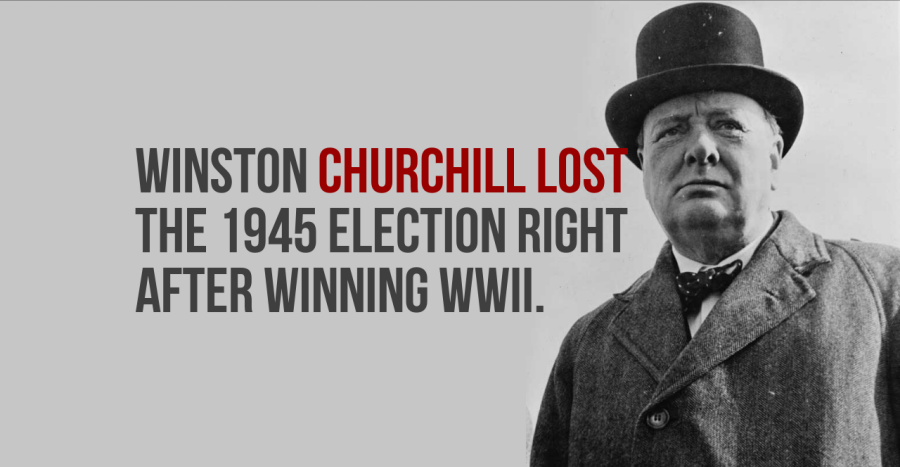 WINSTON CHURCHILL LOST
THE 1945 ELECTION RIGHT
AFTER WINNING WWII.